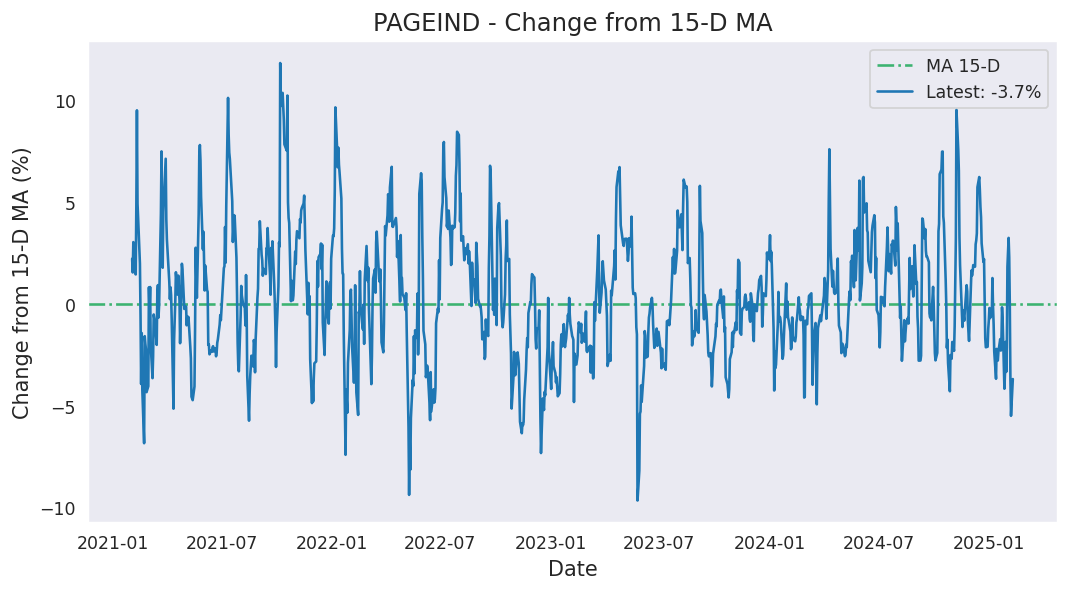 PAGEIND - Change from 15-D MA
MA 15-D
Latest: -3.7%
Change from 15-D MA (%)
10
5
0
−5
−10
2021-01 2021-07 2022-01 2022-07 2023-01 2023-07 2024-01 2024-07 2025-01
Date